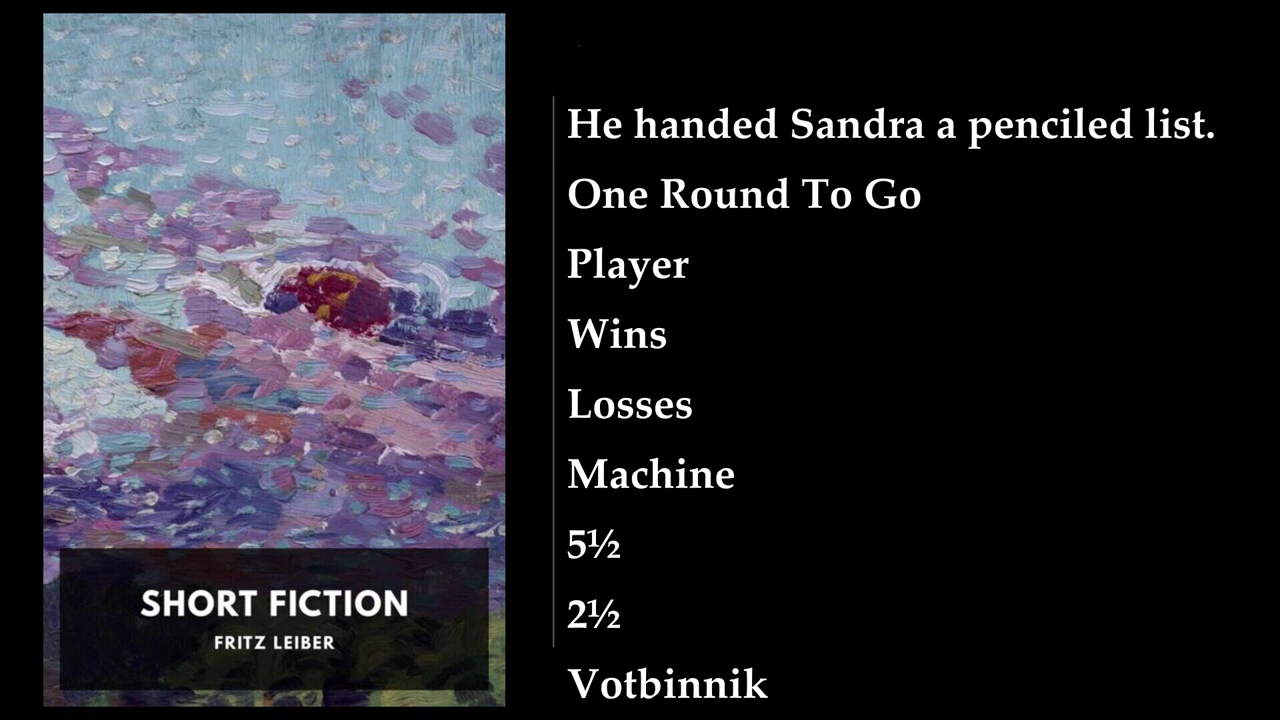 SHORT FICTION
FRITZ LEIBER
He handed Sandra a penciled list.
One Round To Go
Player
Wins
Losses
Machine
5½
2½
Votbinnik